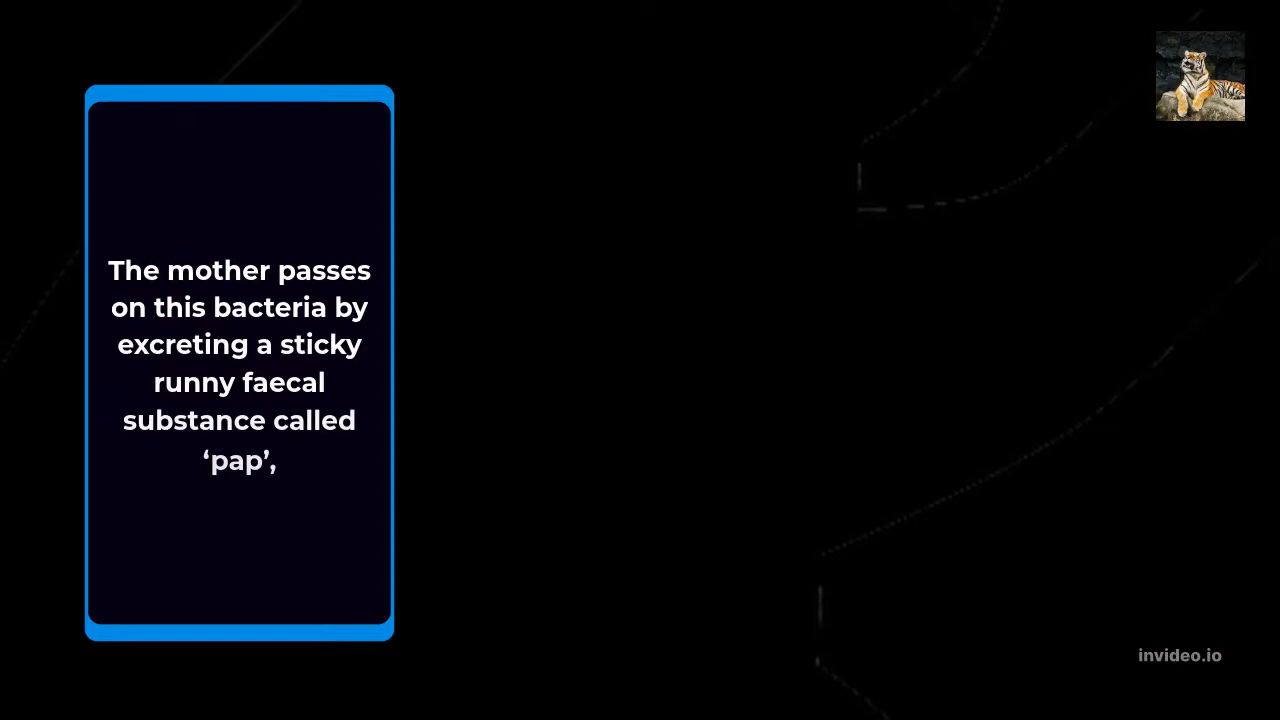 The mother passes
on this bacteria by
excreting a sticky
runny faecal
substance called
‘pap’,
invideo.io